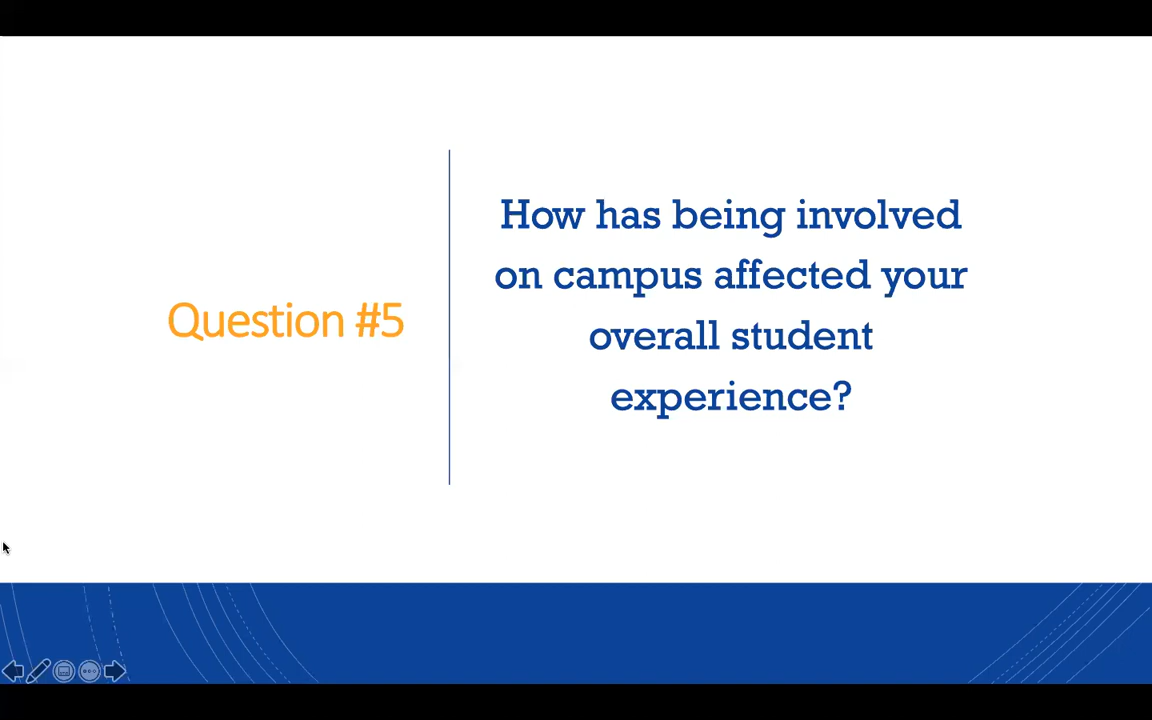 Question #5
How has being involved
on campus affected your
overall student
experience?